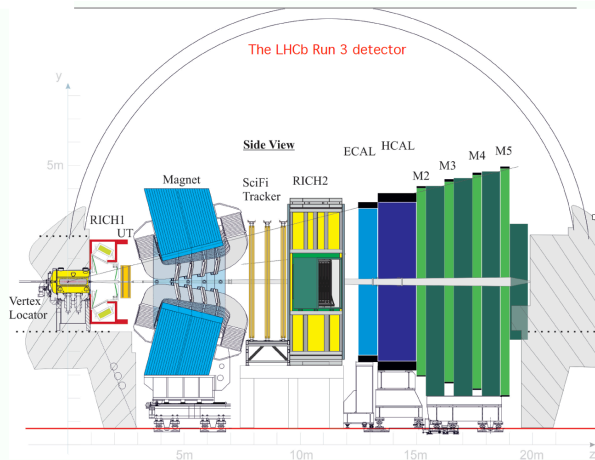 The LHCb Run 3 detector
y
5m
Side View
ECAL
HCAL
M2
M3
M4
M5
Magnet
SciFi
Tracker
RICH2
RICH1
UT
Vertex
Locator
5m
10m
15m
20m
z